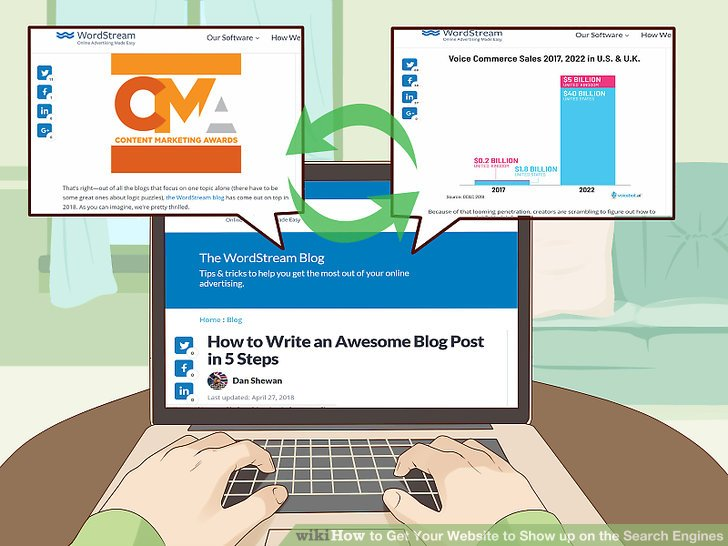 WordStream
Online Advertising Made Easy
Our Software
How We
CMA
CONTENT MARKETING AWARDS
That's right—out of all the blogs that focus on one topic alone (there have to be
some great ones about logic puzzles), the WordStream blog has come out on top in
2018. As you can imagine, we're pretty thrilled.
WordStream
Online Advertising Made Easy
Our Software
How We
Voice Commerce Sales 2017, 2022 in U.S. & U.K.
$5 BILLION
UNITED KINGDOM
$40 BILLION
UNITED STATES
$0.2 BILLION
UNITED KINGDOM
$1.8 BILLION
UNITED STATES
2017
2022
Because of that looming penetration, creators are scrambling to figure out how to
The WordStream Blog
Tips & tricks to help you get the most out of your online
advertising.
Home : Blog
How to Write an Awesome Blog Post
in 5 Steps
Dan Shewan
Last updated: April 27, 2018
wikiHow to Get Your Website to Show up on the Search Engines